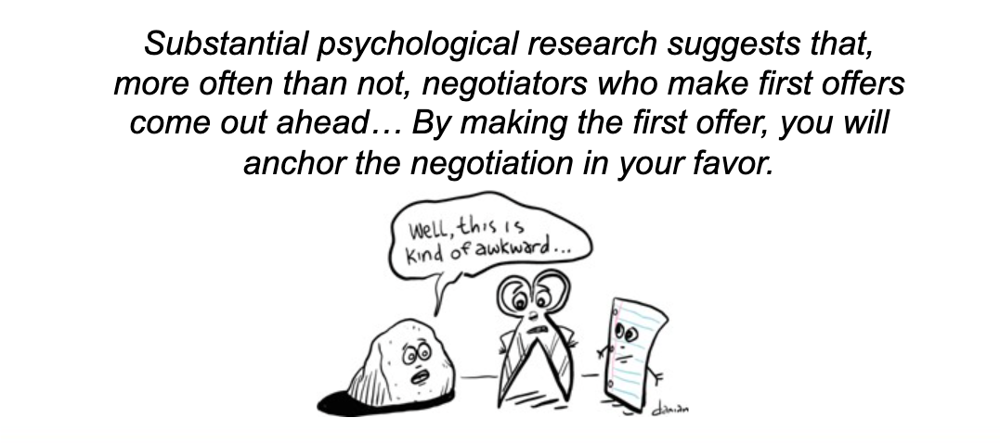 Substantial psychological research suggests that,
more often than not, negotiators who make first offers
come out ahead… By making the first offer, you will
anchor the negotiation in your favor.
Well, this is
kind of awkward...
damian